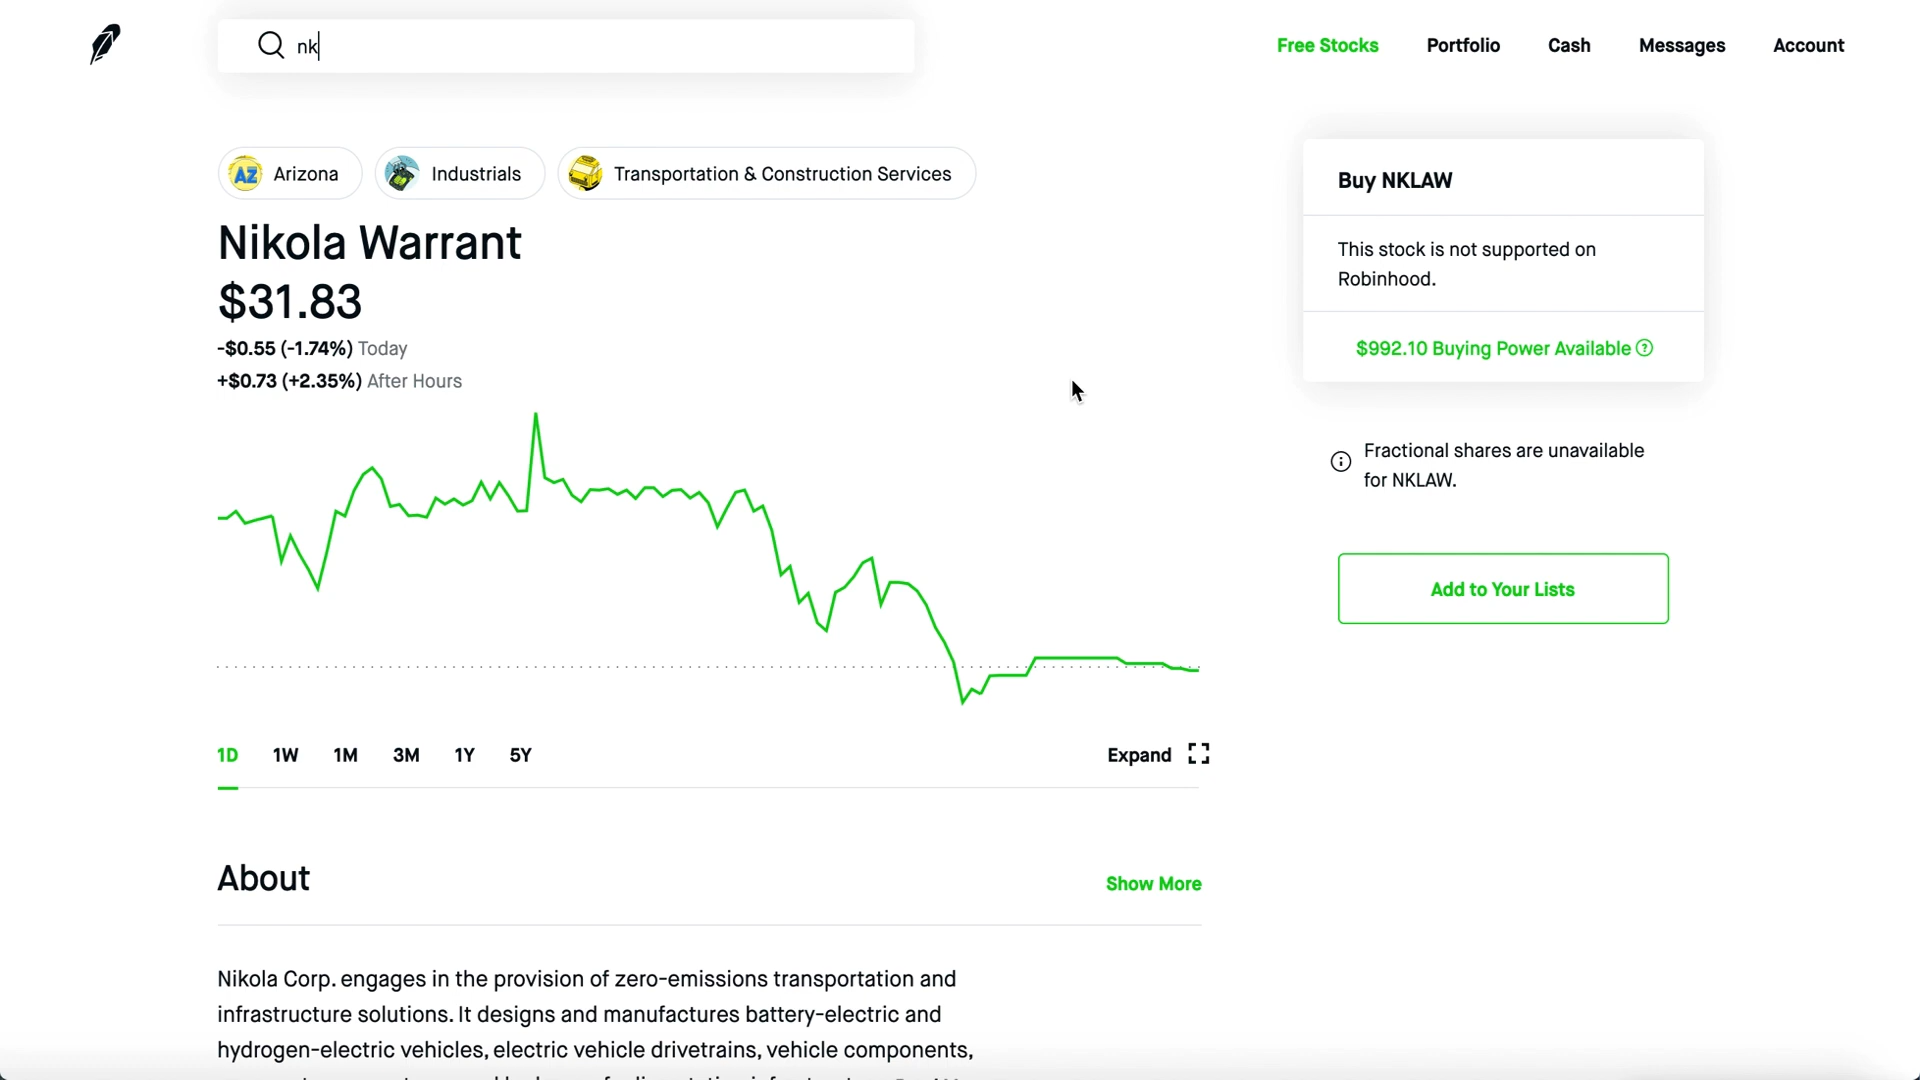 nk
Free Stocks
Portfolio
Cash
Messages
Account
AZ
Arizona
Industrials
Transportation & Construction Services
Nikola Warrant
$31.83
-$0.55 (-1.74%) Today
+$0.73 (+2.35%) After Hours
Buy NKLAW
This stock is not supported on
Robinhood.
$992.10 Buying Power Available
Fractional shares are unavailable
for NKLAW.
Add to Your Lists
1D
1W
1M
3M
1Y
5Y
Expand
About
Show More
Nikola Corp. engages in the provision of zero-emissions transportation and
infrastructure solutions. It designs and manufactures battery-electric and
hydrogen-electric vehicles, electric vehicle drivetrains, vehicle components,